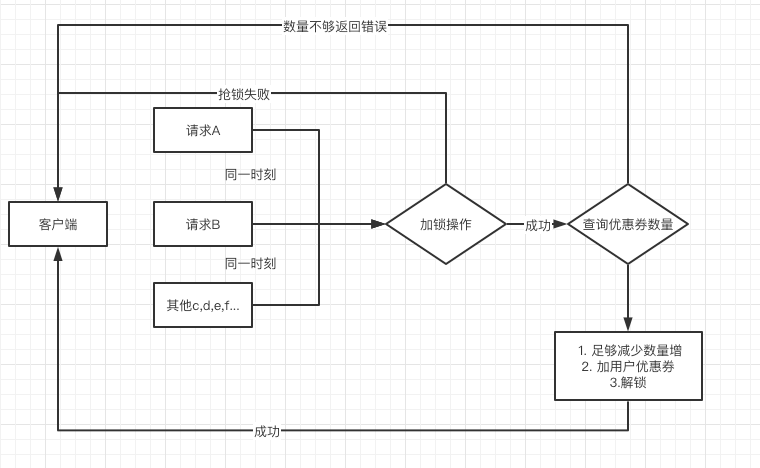 数量不够返回错误
抢锁失败
请求A
同一时刻
客户端
请求B
加锁操作
成功
查询优惠券数量
同一时刻
其他c,d,e,f...
1. 足够减少数量增
2. 加用户优惠券
3.解锁
成功